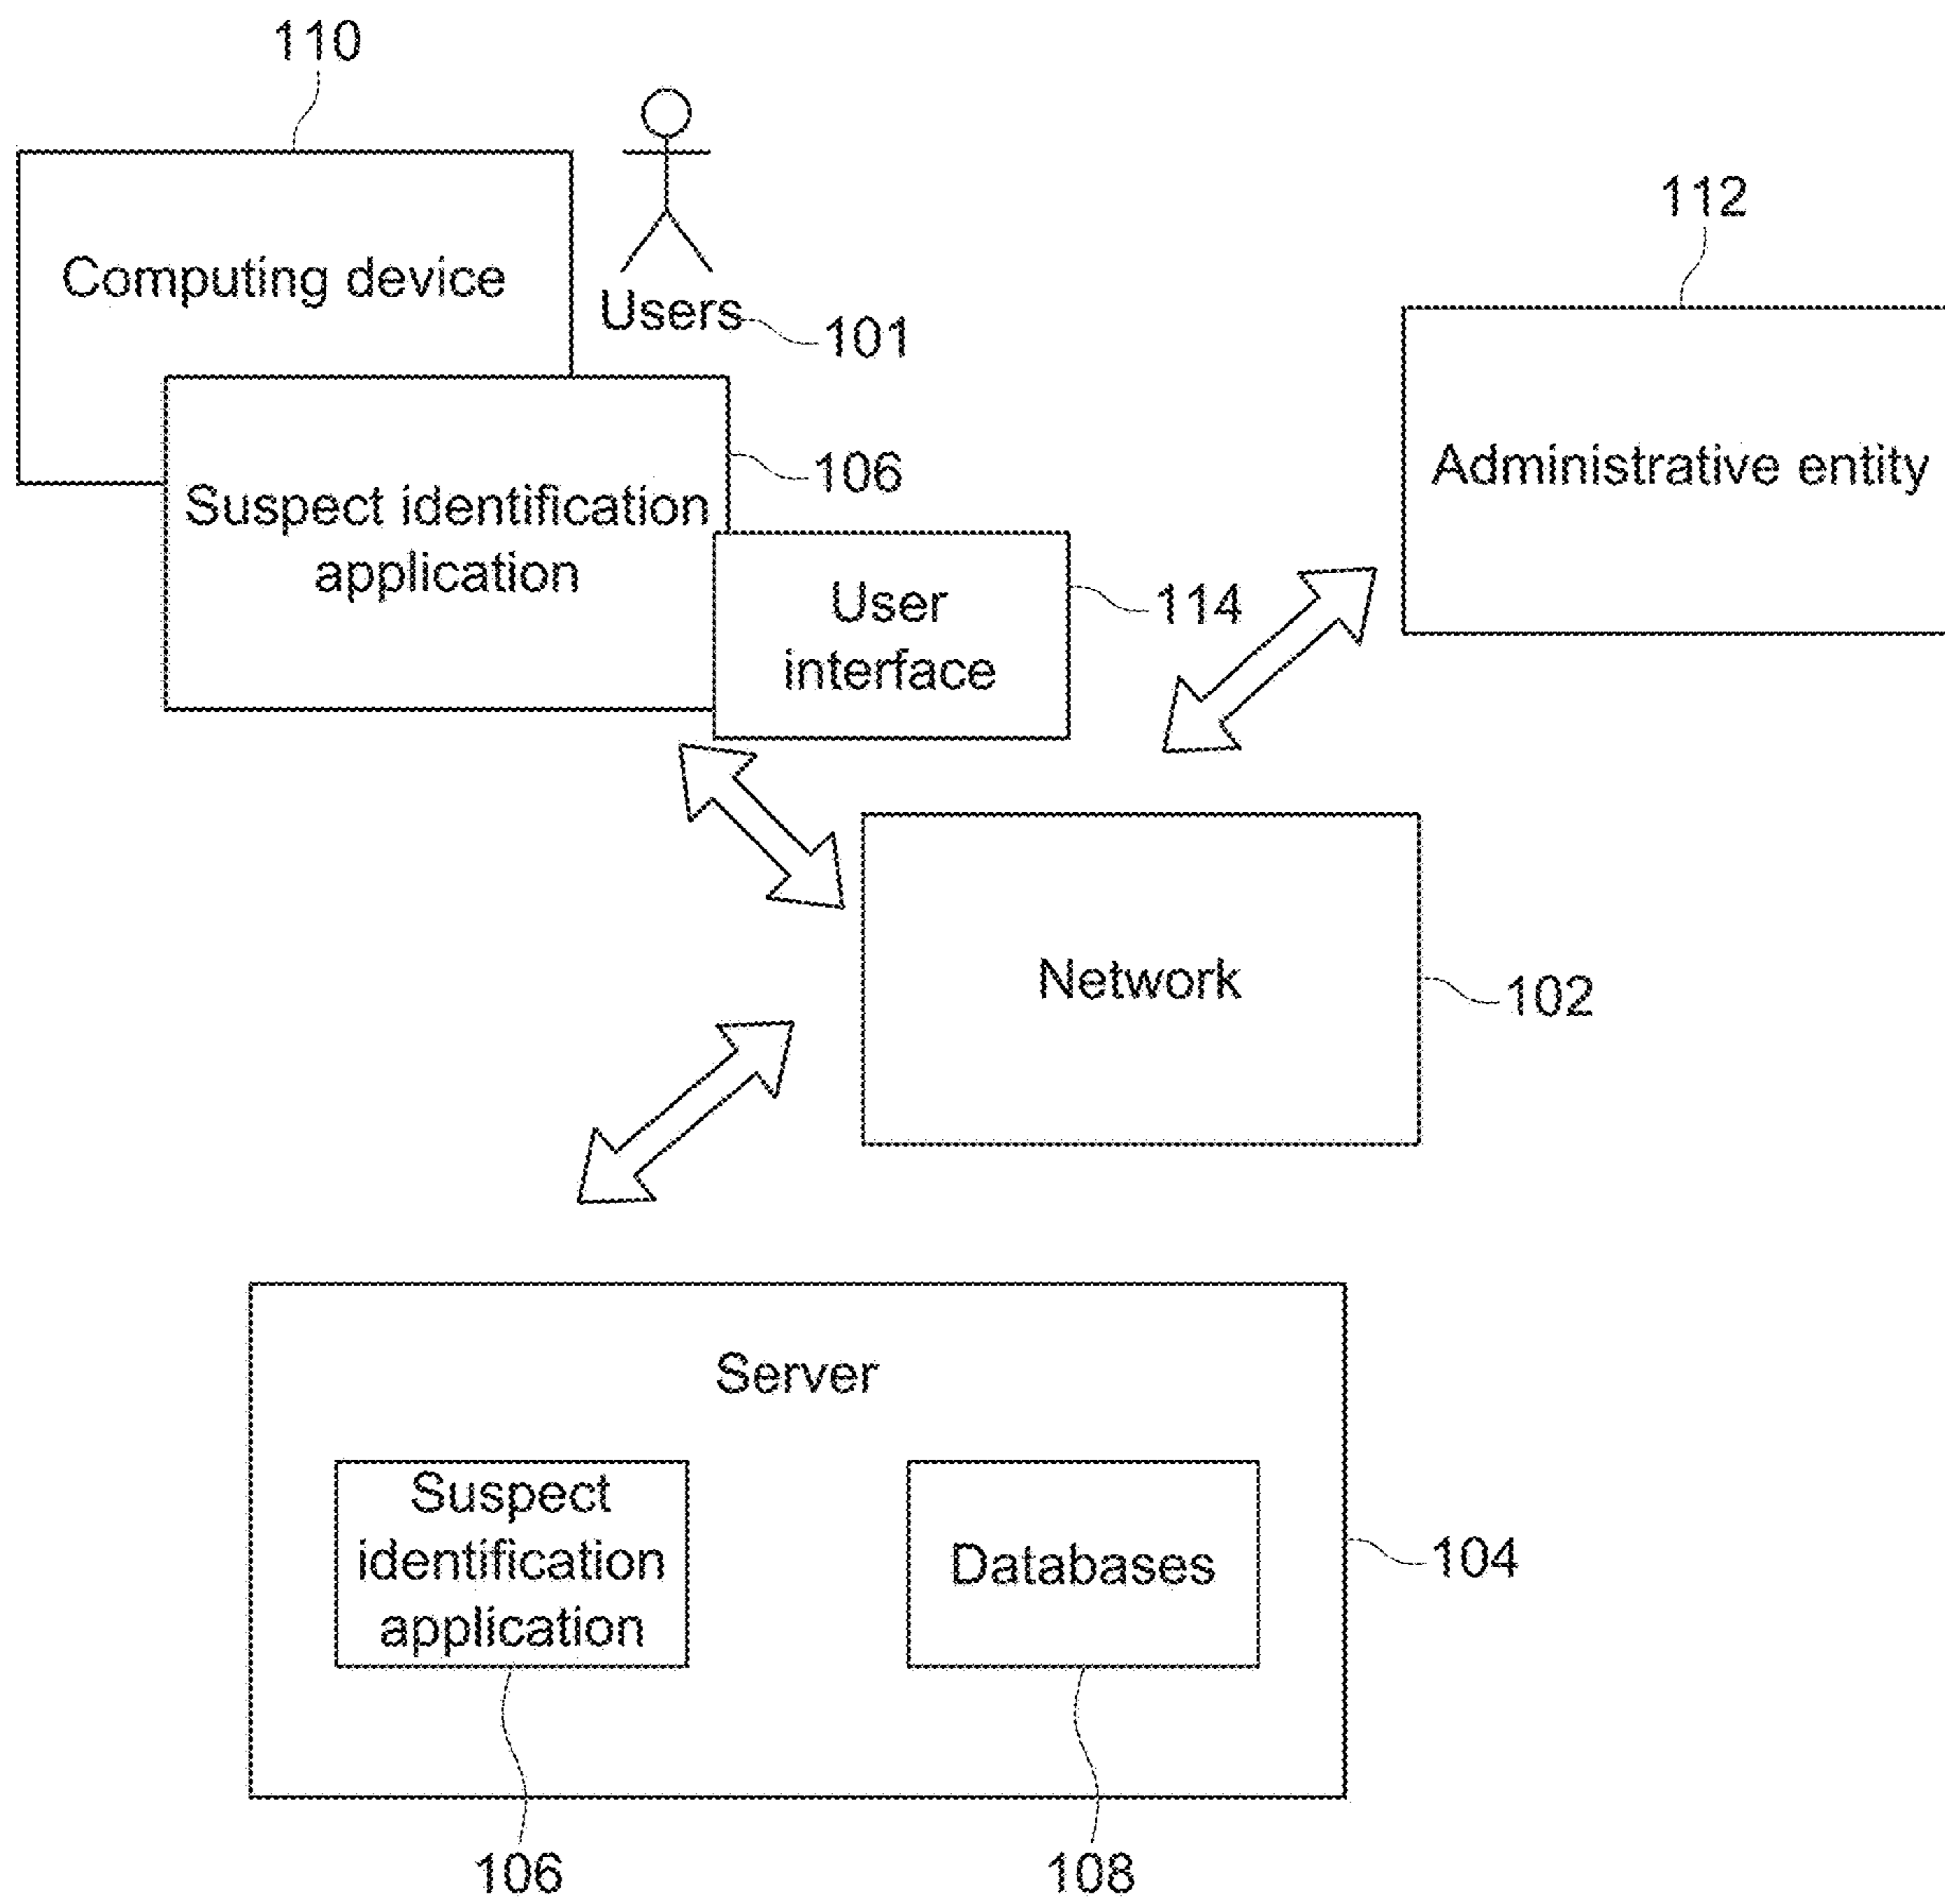 110
112
Computing device
Users
101
106
Suspect identification
application
Administrative entity
User
interface
114
Network
102
Server
Suspect
identification
application
Databases
104
106
108